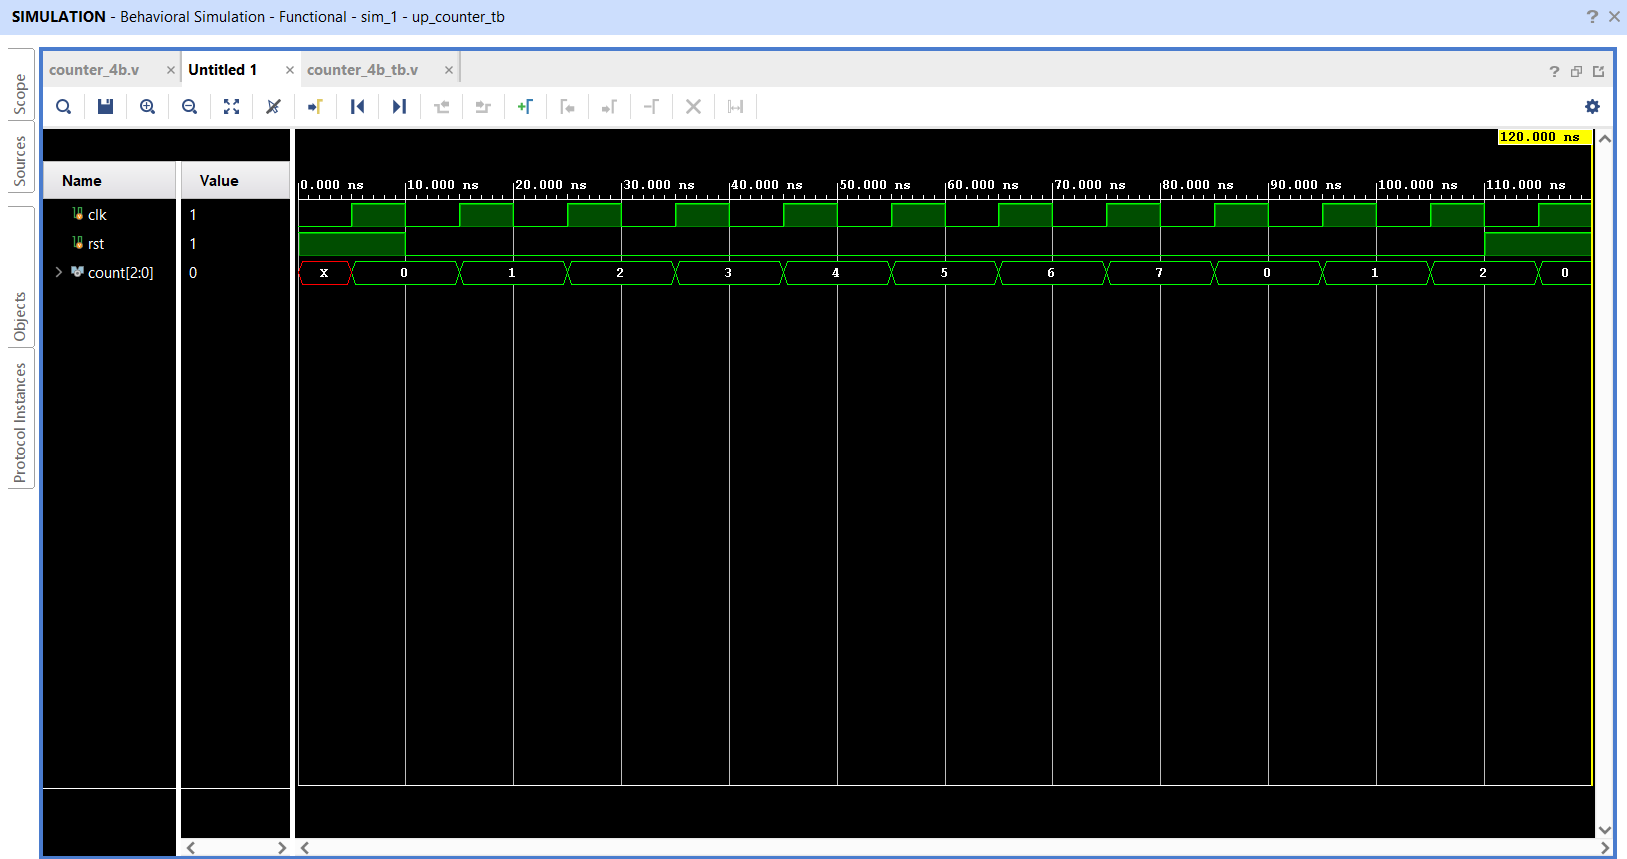 SIMULATION - Behavioral Simulation - Functional - sim_1 - up_counter_tb
Scope
Sources
Objects
Protocol Instances
counter_4b.v
Untitled 1
counter_4b_tb.v
120.000 ns
Name Value
0.000 ns 10.000 ns 20.000 ns 30.000 ns 40.000 ns 50.000 ns 60.000 ns 70.000 ns 80.000 ns 90.000 ns 100.000 ns 110.000 ns
clk 1
rst 1
count[2:0] 0 X 0 1 2 3 4 5 6 7 0 1 2 0